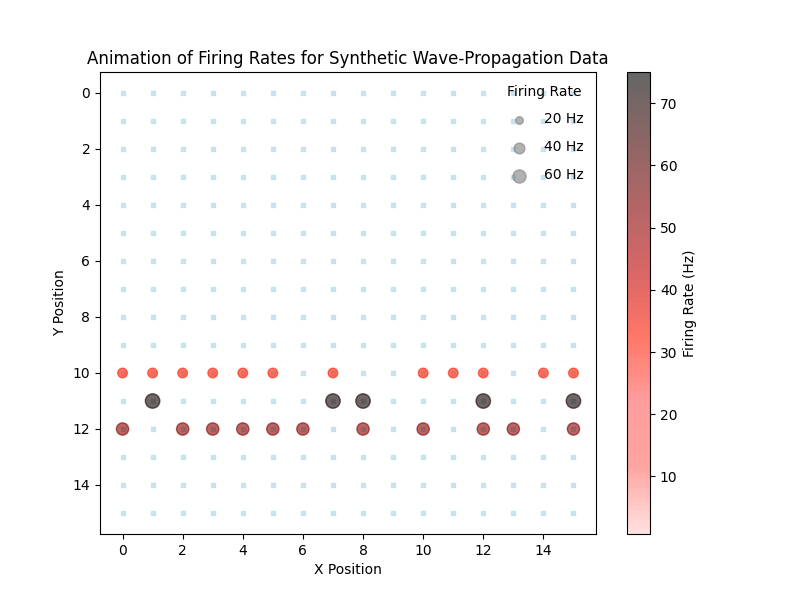 Animation of Firing Rates for Synthetic Wave-Propagation Data
Firing Rate
20 Hz
40 Hz
60 Hz
0
2
4
6
8
10
12
14
Y Position
0 2 4 6 8 10 12 14
X Position
70
60
50
40
30
20
10
Firing Rate (Hz)